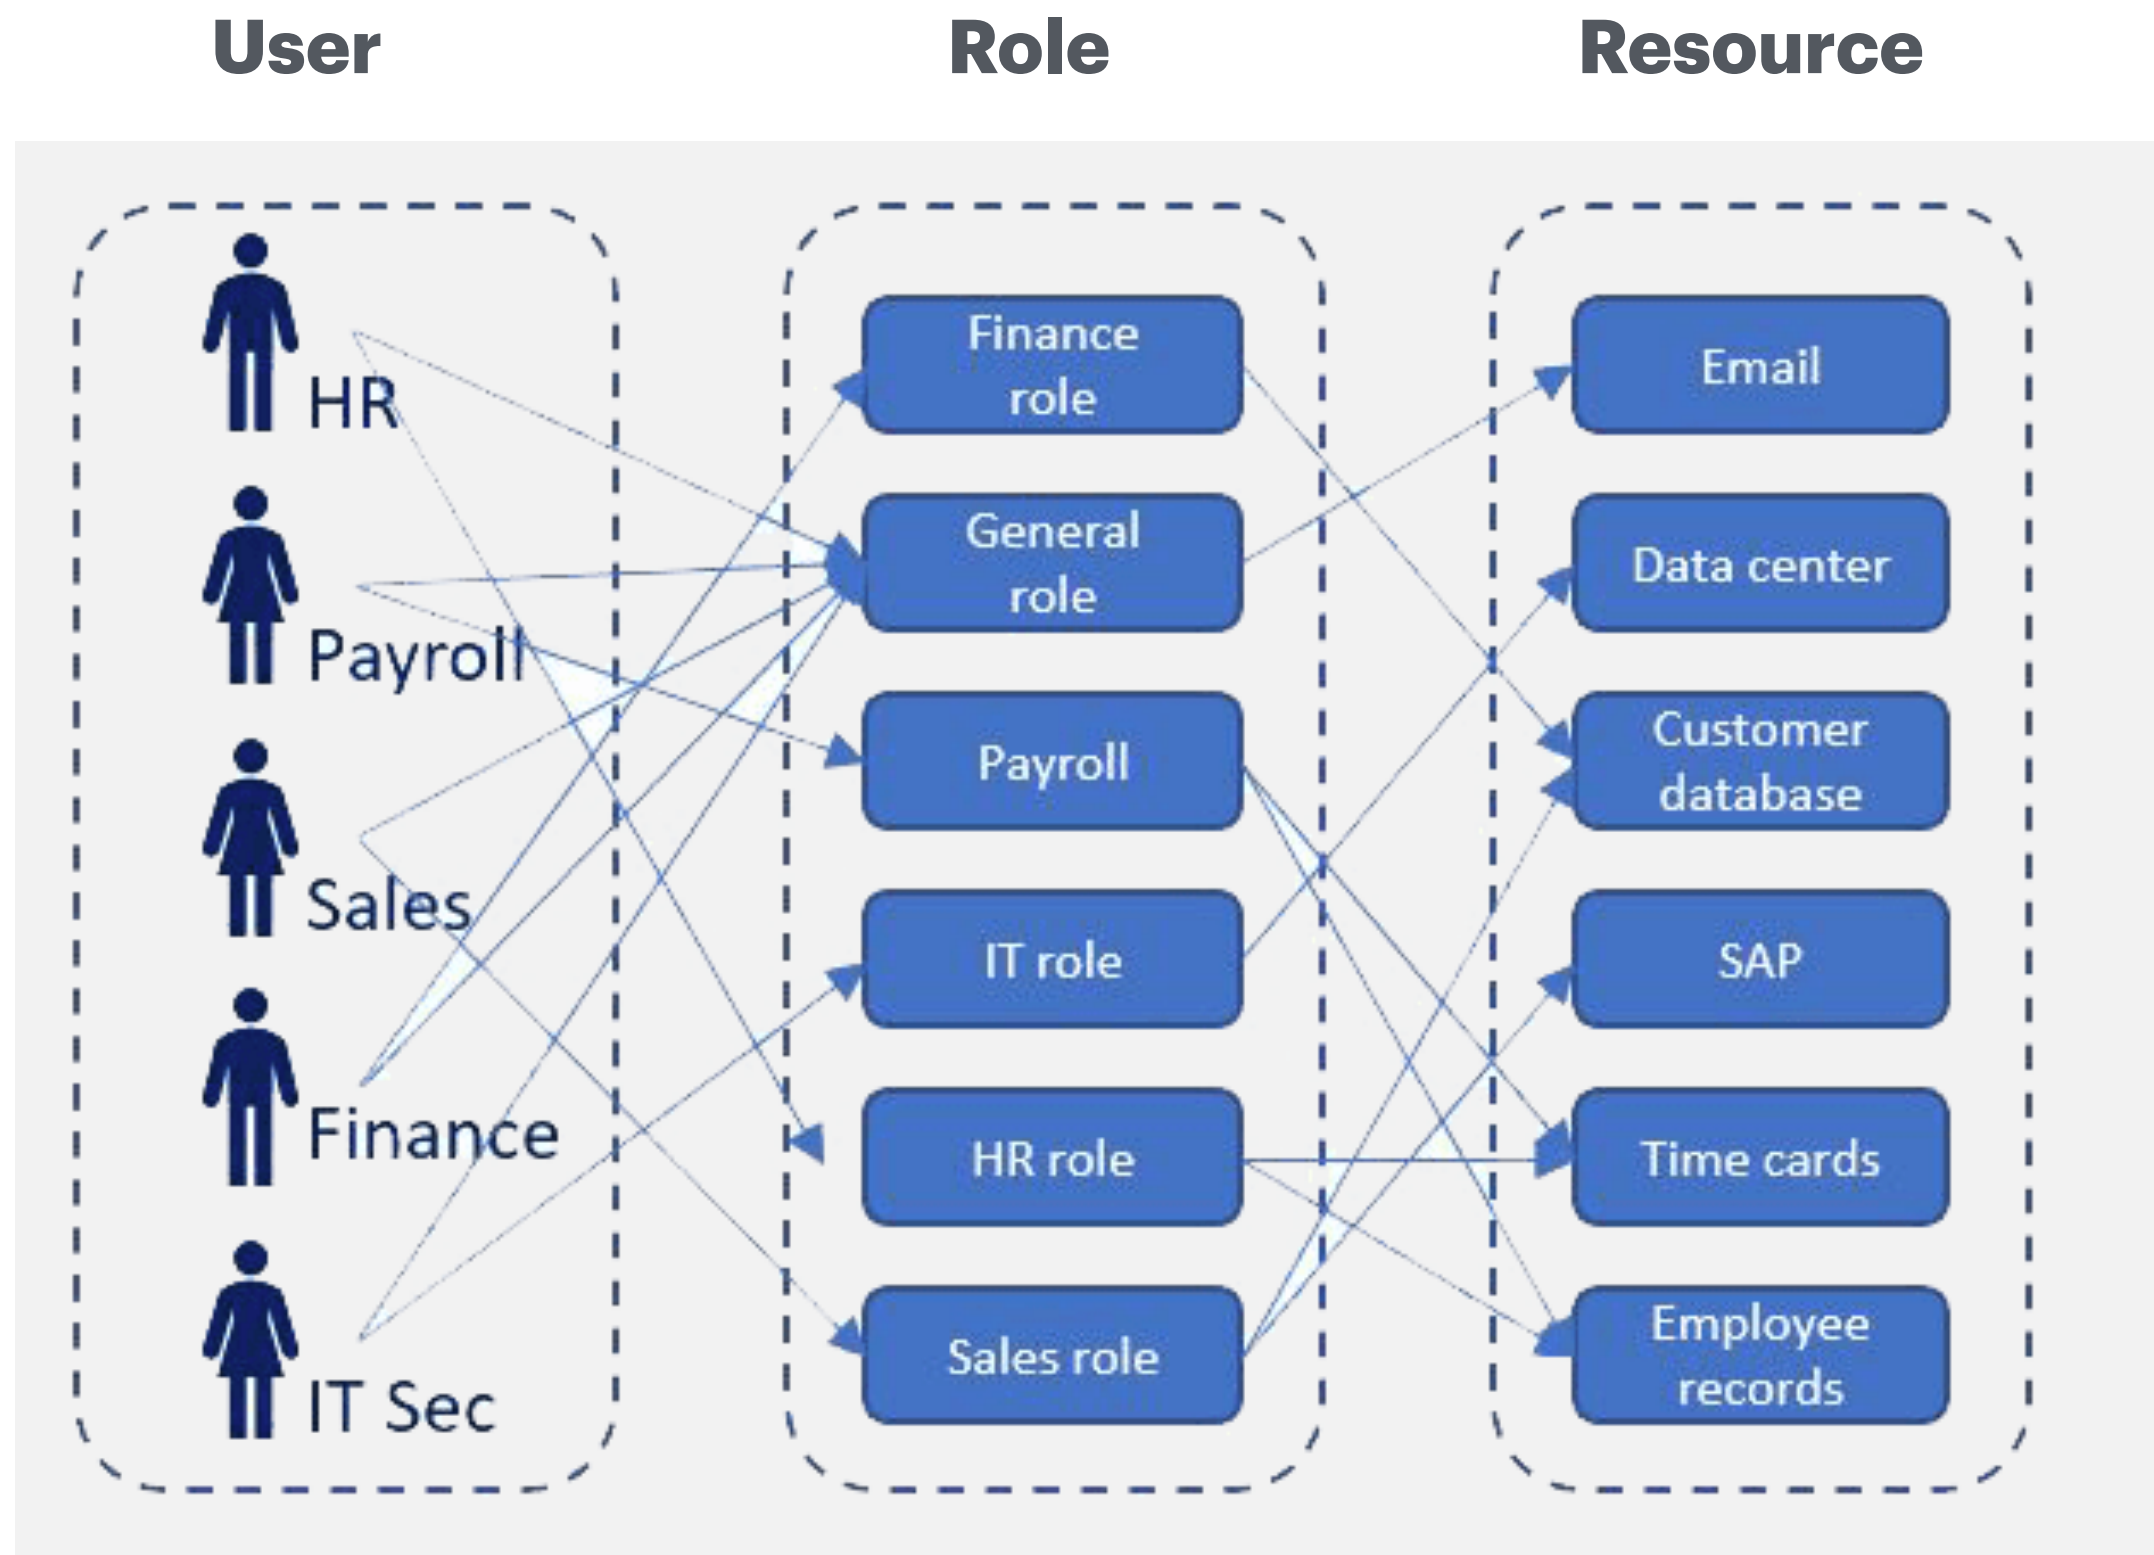 User
Role
Resource
HR
Payroll
Sales
Finance
IT Sec
Finance
role
General
role
Payroll
IT role
HR role
Sales role
Email
Data center
Customer
database
SAP
Time cards
Employee
records